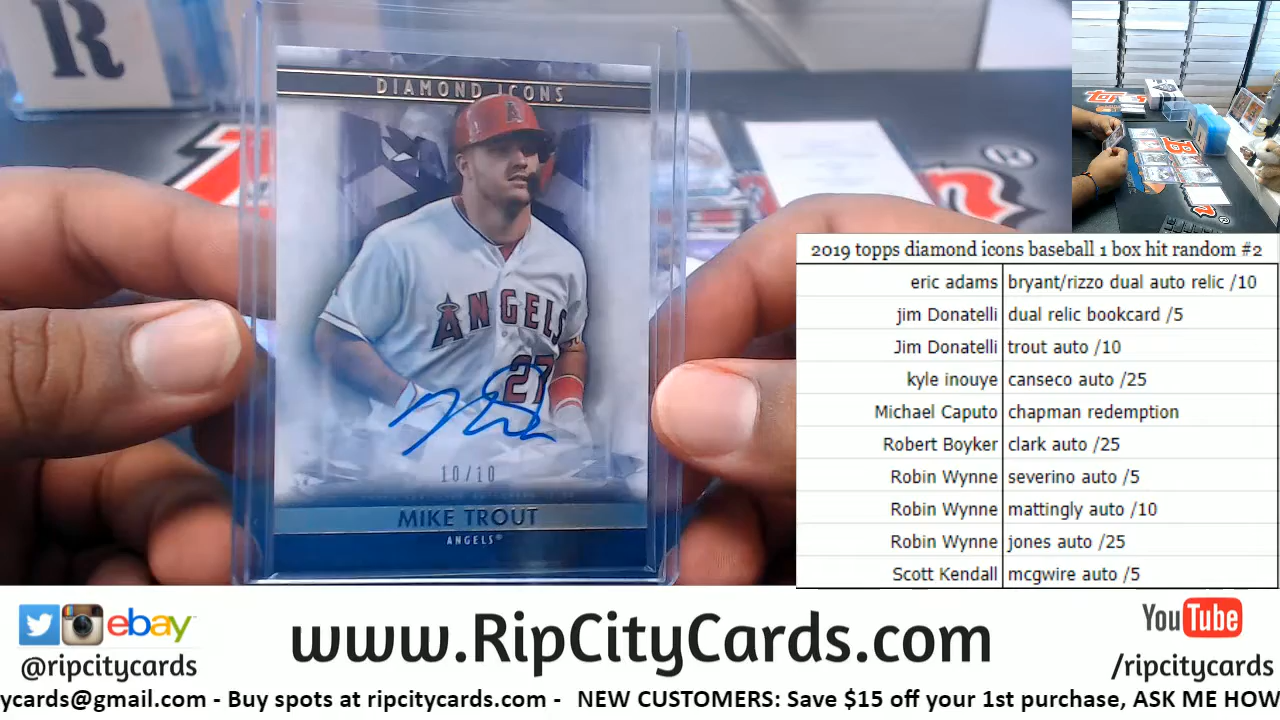 R
DIAMOND ICONS
A
ANGELS
27
10/10
MIKE TROUT
ANGELS®
topps
2019 topps diamond icons baseball 1 box hit random #2
eric adams bryant/rizzo dual auto relic /10
jim Donatelli dual relic bookcard /5
Jim Donatelli trout auto /10
kyle inouye canseco auto /25
Michael Caputo chapman redemption
Robert Boyker clark auto /25
Robin Wynne severino auto /5
Robin Wynne mattingly auto /10
Robin Wynne jones auto /25
Scott Kendall mcgwire auto /5
ebay
@ripcitycards
www.RipCityCards.com
YouTube
/ripcitycards
ycards@gmail.com - Buy spots at ripcitycards.com - NEW CUSTOMERS: Save $15 off your 1st purchase, ASK ME HOW